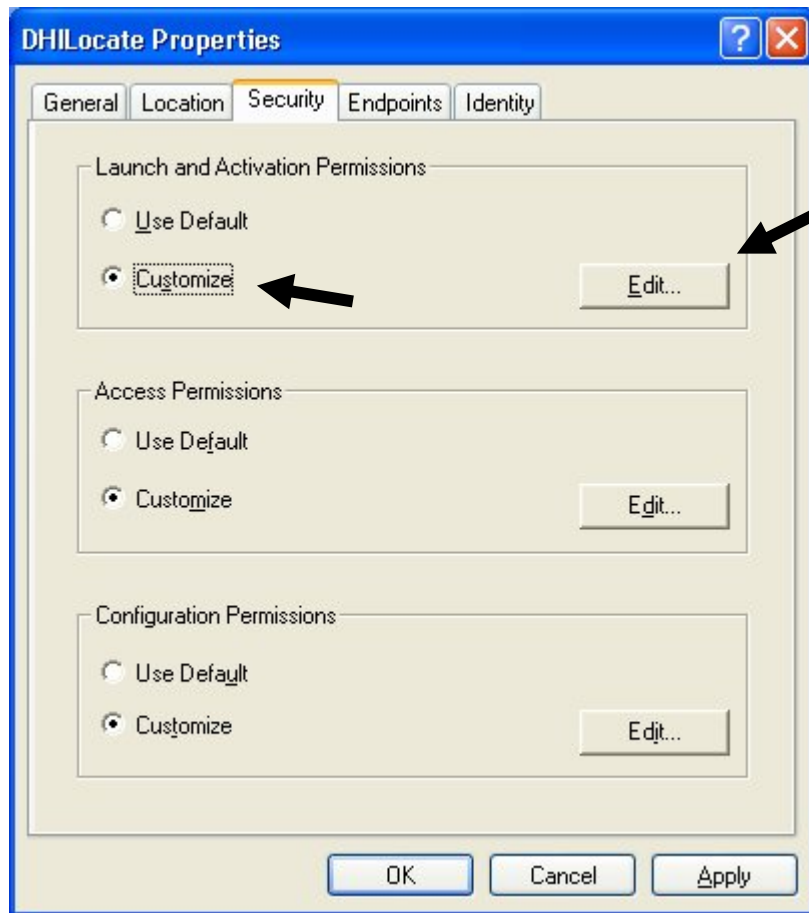 DHILocate Properties
General Location Security Endpoints Identity
Launch and Activation Permissions
Use Default
Customize Edit...
Access Permissions
Use Default
Customize Edit...
Configuration Permissions
Use Default
Customize Edit...
OK Cancel Apply